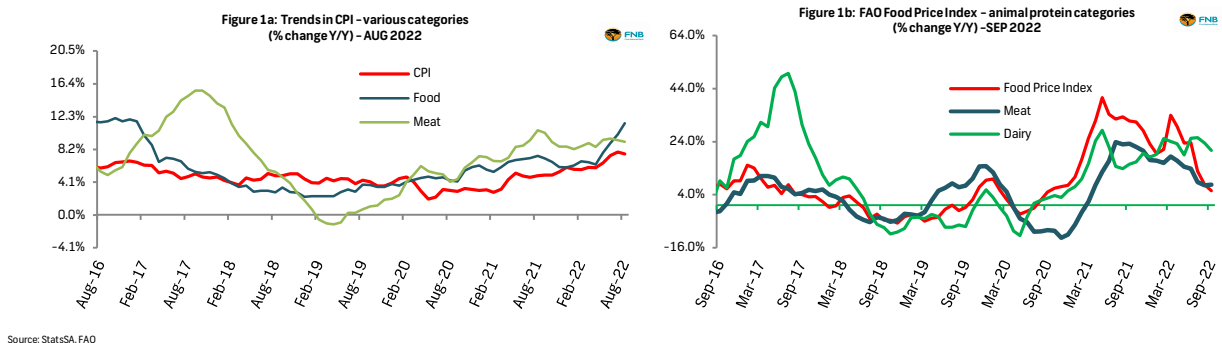 Figure 1a: Trends in CPI – various categories
(% change Y/Y) – AUG 2022
FNB
20.5%
16.4%
12.3%
8.2%
4.1%
0.0%
-4.1%
CPI
Food
Meat
Aug-16
Feb-17
Aug-17
Feb-18
Aug-18
Feb-19
Aug-19
Feb-20
Aug-20
Feb-21
Aug-21
Feb-22
Aug-22
Figure 1b: FAO Food Price Index – animal protein categories
(% change Y/Y) –SEP 2022
FNB
64.0%
44.0%
24.0%
4.0%
-16.0%
Food Price Index
Meat
Dairy
Sep-16
Mar-17
Sep-17
Mar-18
Sep-18
Mar-19
Sep-19
Mar-20
Sep-20
Mar-21
Sep-21
Mar-22
Sep-22
Source: StatsSA, FAO